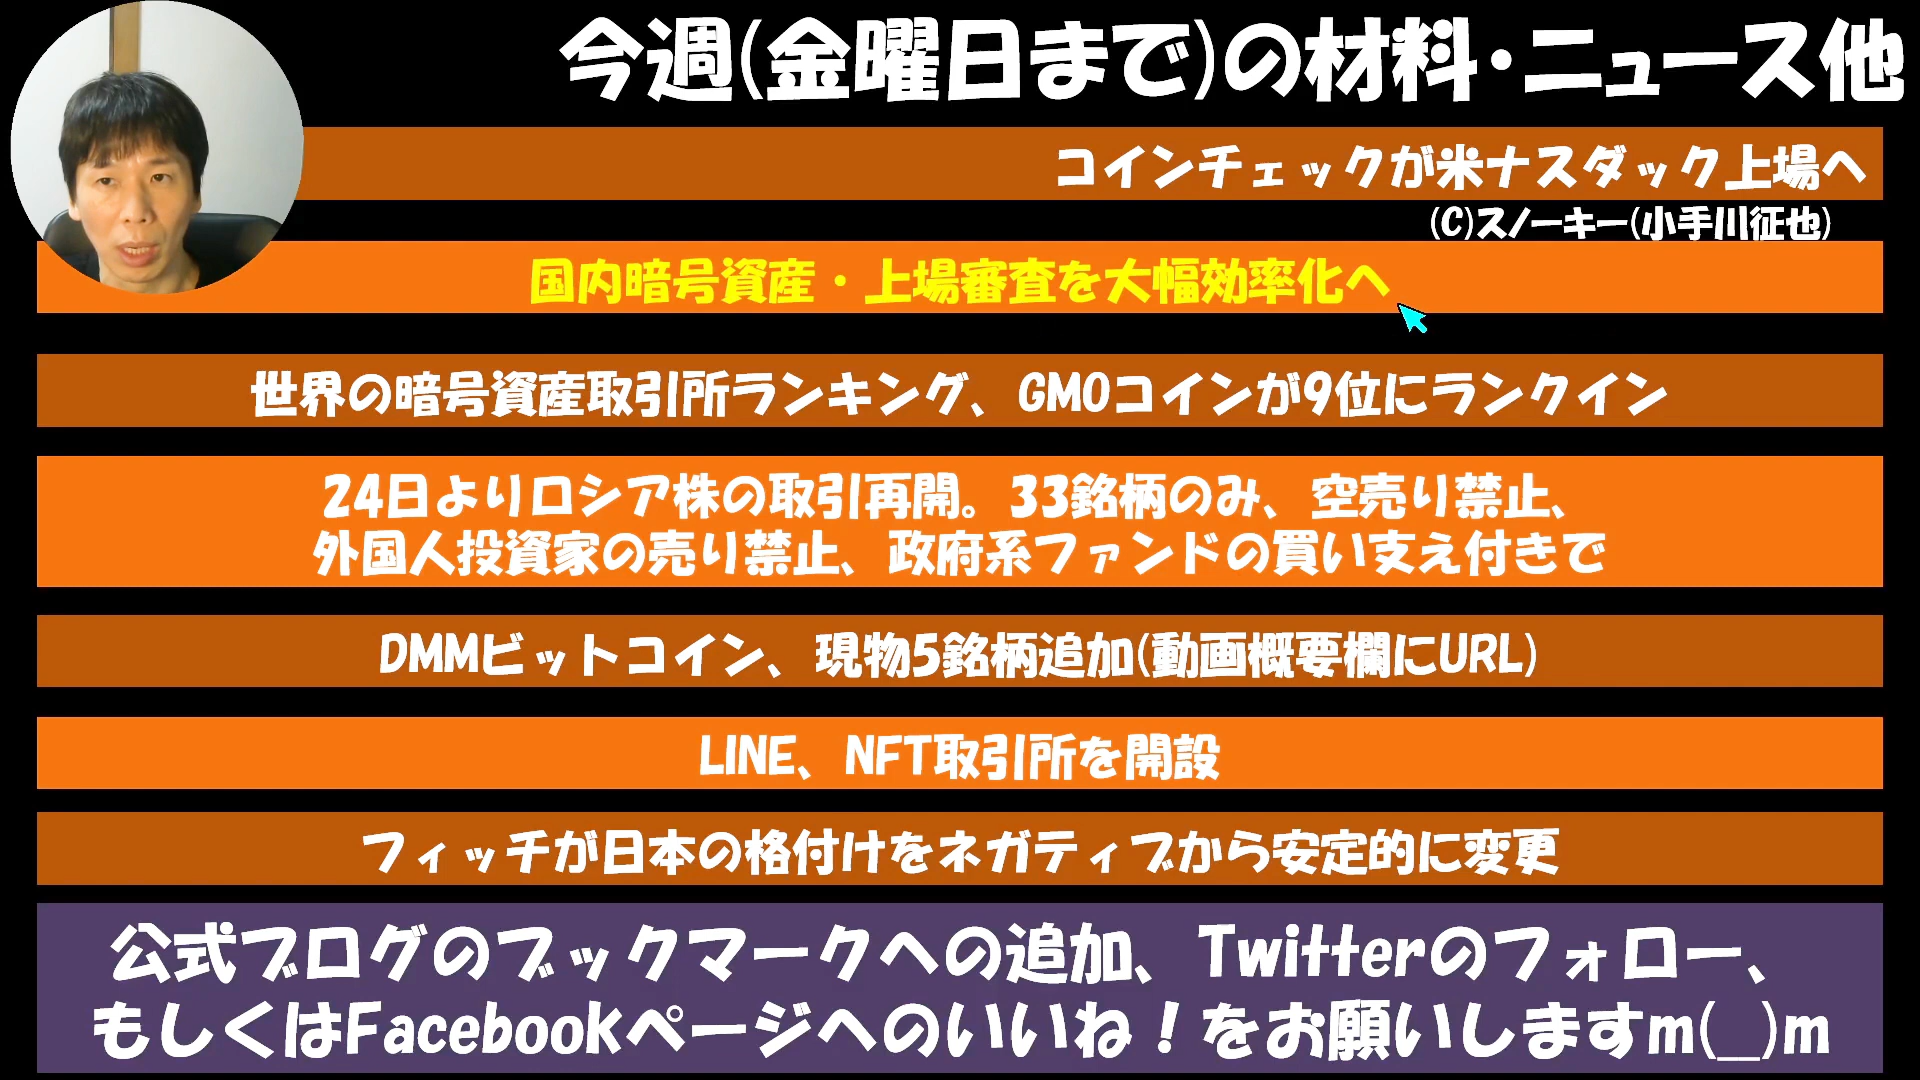 今週(金曜日まで)の材料・ニュース他
コインチェックが米ナスダック上場へ
(C)スノーキー(小手川征也)
国内暗号資産・上場審査を大幅効率化へ
世界の暗号資産取引所ランキング、GMOコインが9位にランクイン
24日よりロシア株の取引再開。33銘柄のみ、空売り禁止、
外国人投資家の売り禁止、政府系ファンドの買い支え付きで
DMMビットコイン、現物5銘柄追加(動画概要欄にURL)
LINE、NFT取引所を開設
フィッチが日本の格付けをネガティブから安定的に変更
公式ブログのブックマークへの追加、Twitterのフォロー、
もしくはFacebookページへのいいね！をお願いしますm(__)m